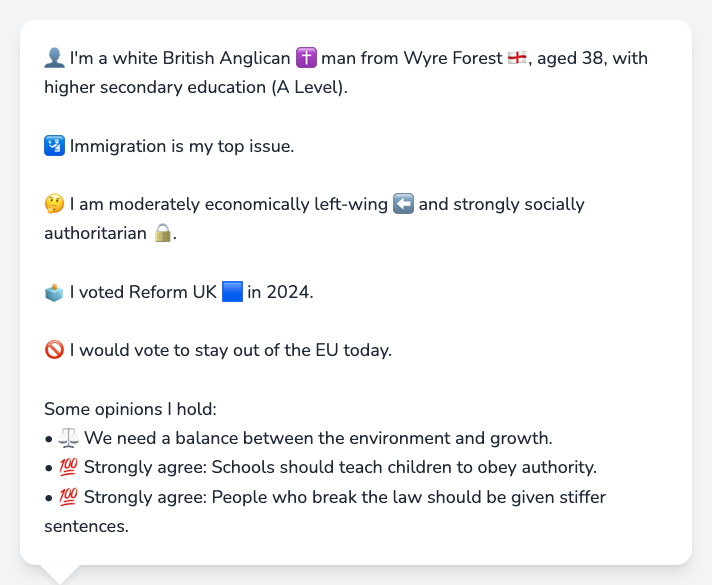 👤 I'm a white British Anglican ✝️ man from Wyre Forest 🏴󠁧󠁢󠁥󠁮󠁧󠁿, aged 38, with
higher secondary education (A Level).
🛂 Immigration is my top issue.
🤔 I am moderately economically left-wing ⬅️ and strongly socially
authoritarian 🔒.
🗳️ I voted Reform UK 🟦 in 2024.
🚫 I would vote to stay out of the EU today.
Some opinions I hold:
• ⚖️ We need a balance between the environment and growth.
• 💯 Strongly agree: Schools should teach children to obey authority.
• 💯 Strongly agree: People who break the law should be given stiffer
sentences.